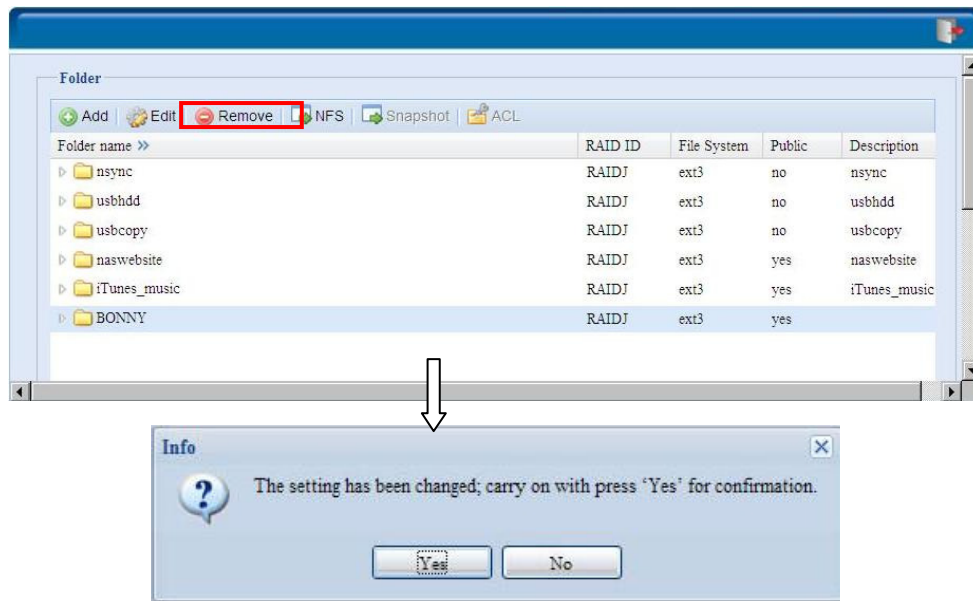 Folder
Add Edit Remove NFS Snapshot ACL
Folder name » RAID ID File System Public Description
nsync RAIDJ ext3 no nsync
usbhdd RAIDJ ext3 no usbhdd
usbcopy RAIDJ ext3 no usbcopy
naswebsite RAIDJ ext3 yes naswebsite
iTunes_music RAIDJ ext3 yes iTunes_music
BONNY RAIDJ ext3 yes
Info
The setting has been changed; carry on with press ‘Yes’ for confirmation.
Yes No